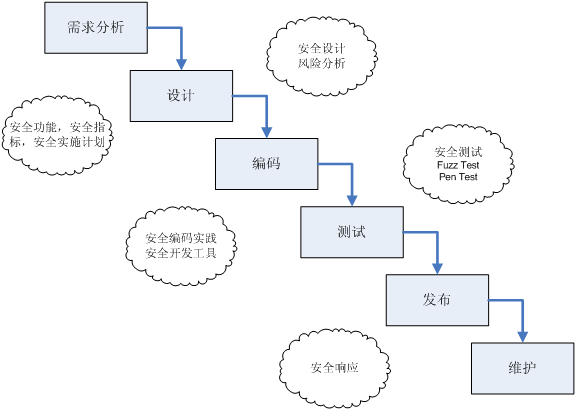 需求分析
安全设计
风险分析
设计
安全功能，安全指
标，安全实施计划
编码
安全测试
Fuzz Test
Pen Test
安全编码实践
安全开发工具
测试
发布
安全响应
维护